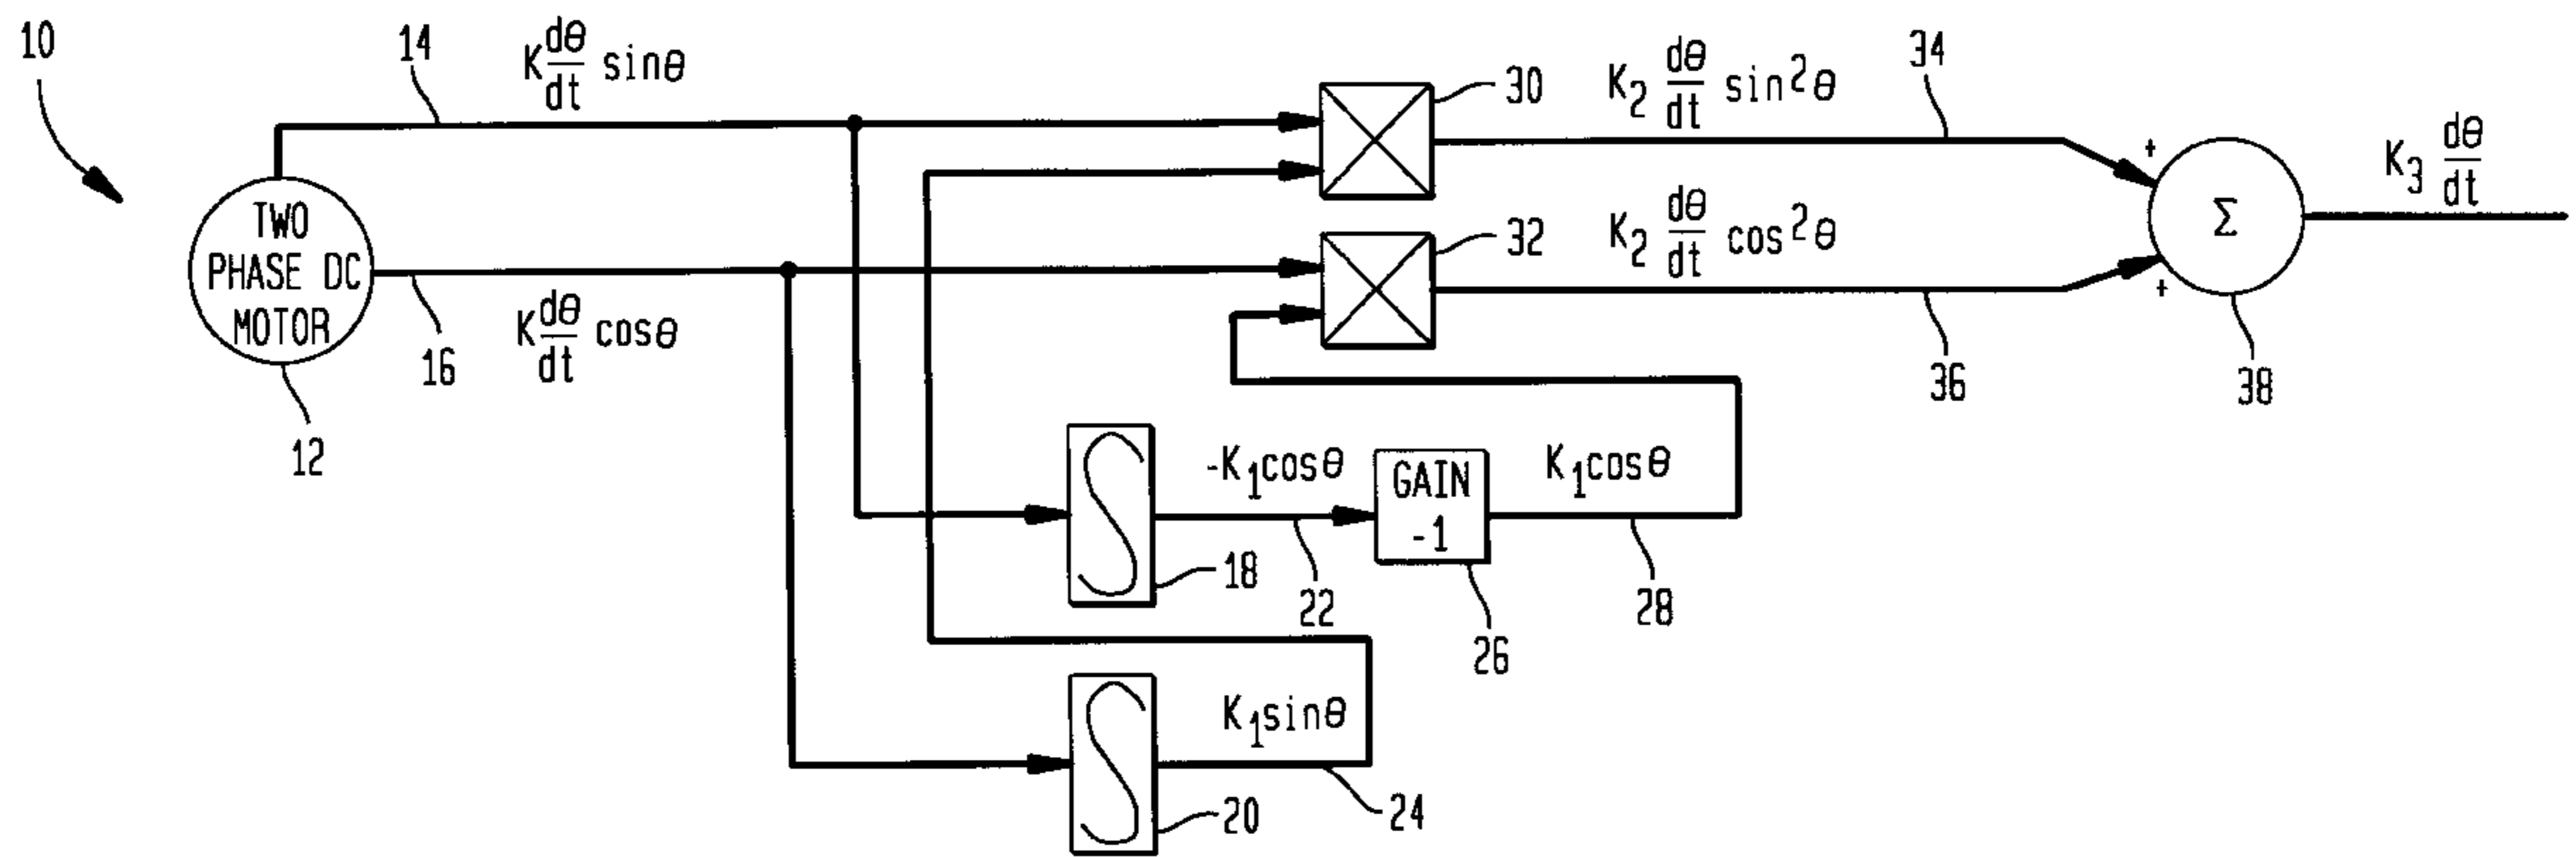 10
14
K dθ/dt sinθ
30
K₂ dθ/dt sin²θ
34
K₃ dθ/dt
+
Σ
+
38
TWO
PHASE DC
MOTOR
12
16
K dθ/dt cosθ
32
K₂ dθ/dt cos²θ
36
18
-K₁cosθ
22
GAIN
-1
26
K₁cosθ
28
20
K₁sinθ
24